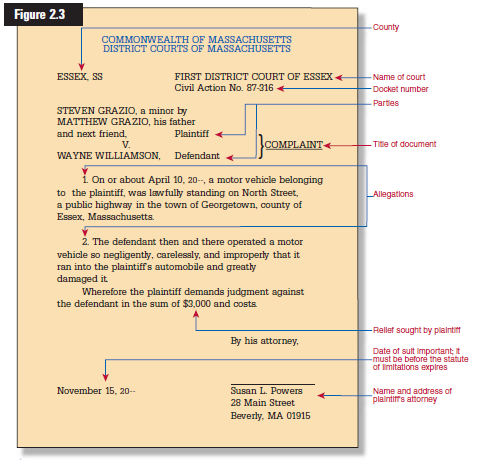 Figure 2.3
County
COMMONWEALTH OF MASSACHUSETTS
DISTRICT COURTS OF MASSACHUSETTS
ESSEX, SS
FIRST DISTRICT COURT OF ESSEX
Name of court
Civil Action No. 87-316
Docket number
Parties
STEVEN GRAZIO, a minor by
MATTHEW GRAZIO, his father
and next friend, Plaintiff
V.
COMPLAINT
Title of document
WAYNE WILLIAMSON, Defendant
1. On or about April 10, 20--, a motor vehicle belonging
to the plaintiff, was lawfully standing on North Street,
a public highway in the town of Georgetown, county of
Essex, Massachusetts.
Allegations
2. The defendant then and there operated a motor
vehicle so negligently, carelessly, and improperly that it
ran into the plaintiff's automobile and greatly
damaged it.
Wherefore the plaintiff demands judgment against
the defendant in the sum of $3,000 and costs.
Relief sought by plaintiff
By his attorney,
Date of suit important; it
must be before the statute
of limitations expires
November 15, 20--
Susan L. Powers
28 Main Street
Beverly, MA 01915
Name and address of
plaintiff's attorney